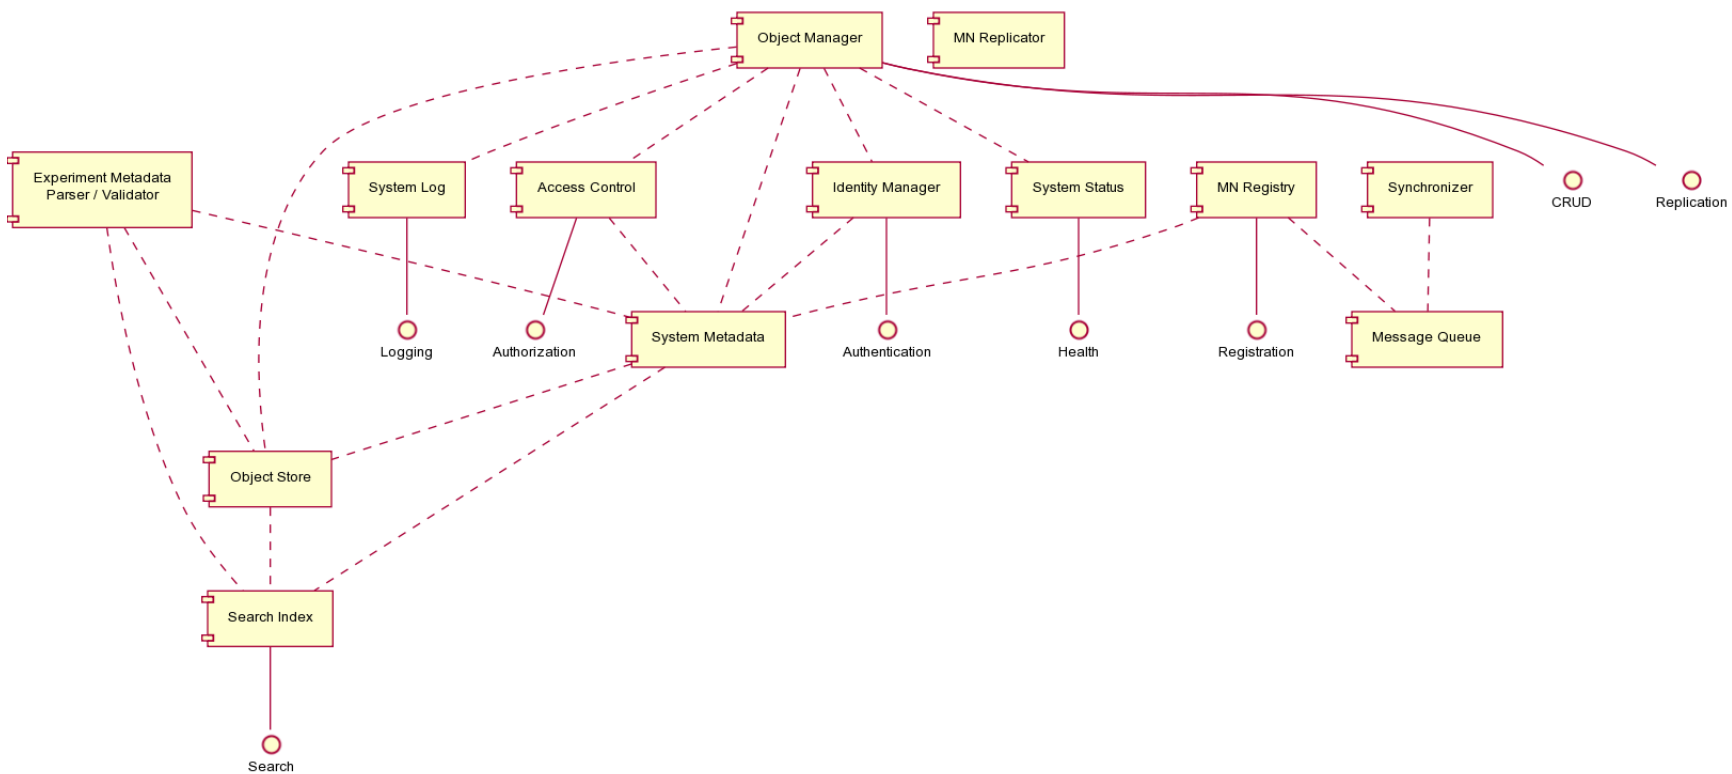 Object Manager
MN Replicator
Experiment Metadata
Parser / Validator
System Log
Access Control
Identity Manager
System Status
MN Registry
Synchronizer
CRUD
Replication
Logging
Authorization
System Metadata
Authentication
Health
Registration
Message Queue
Object Store
Search Index
Search